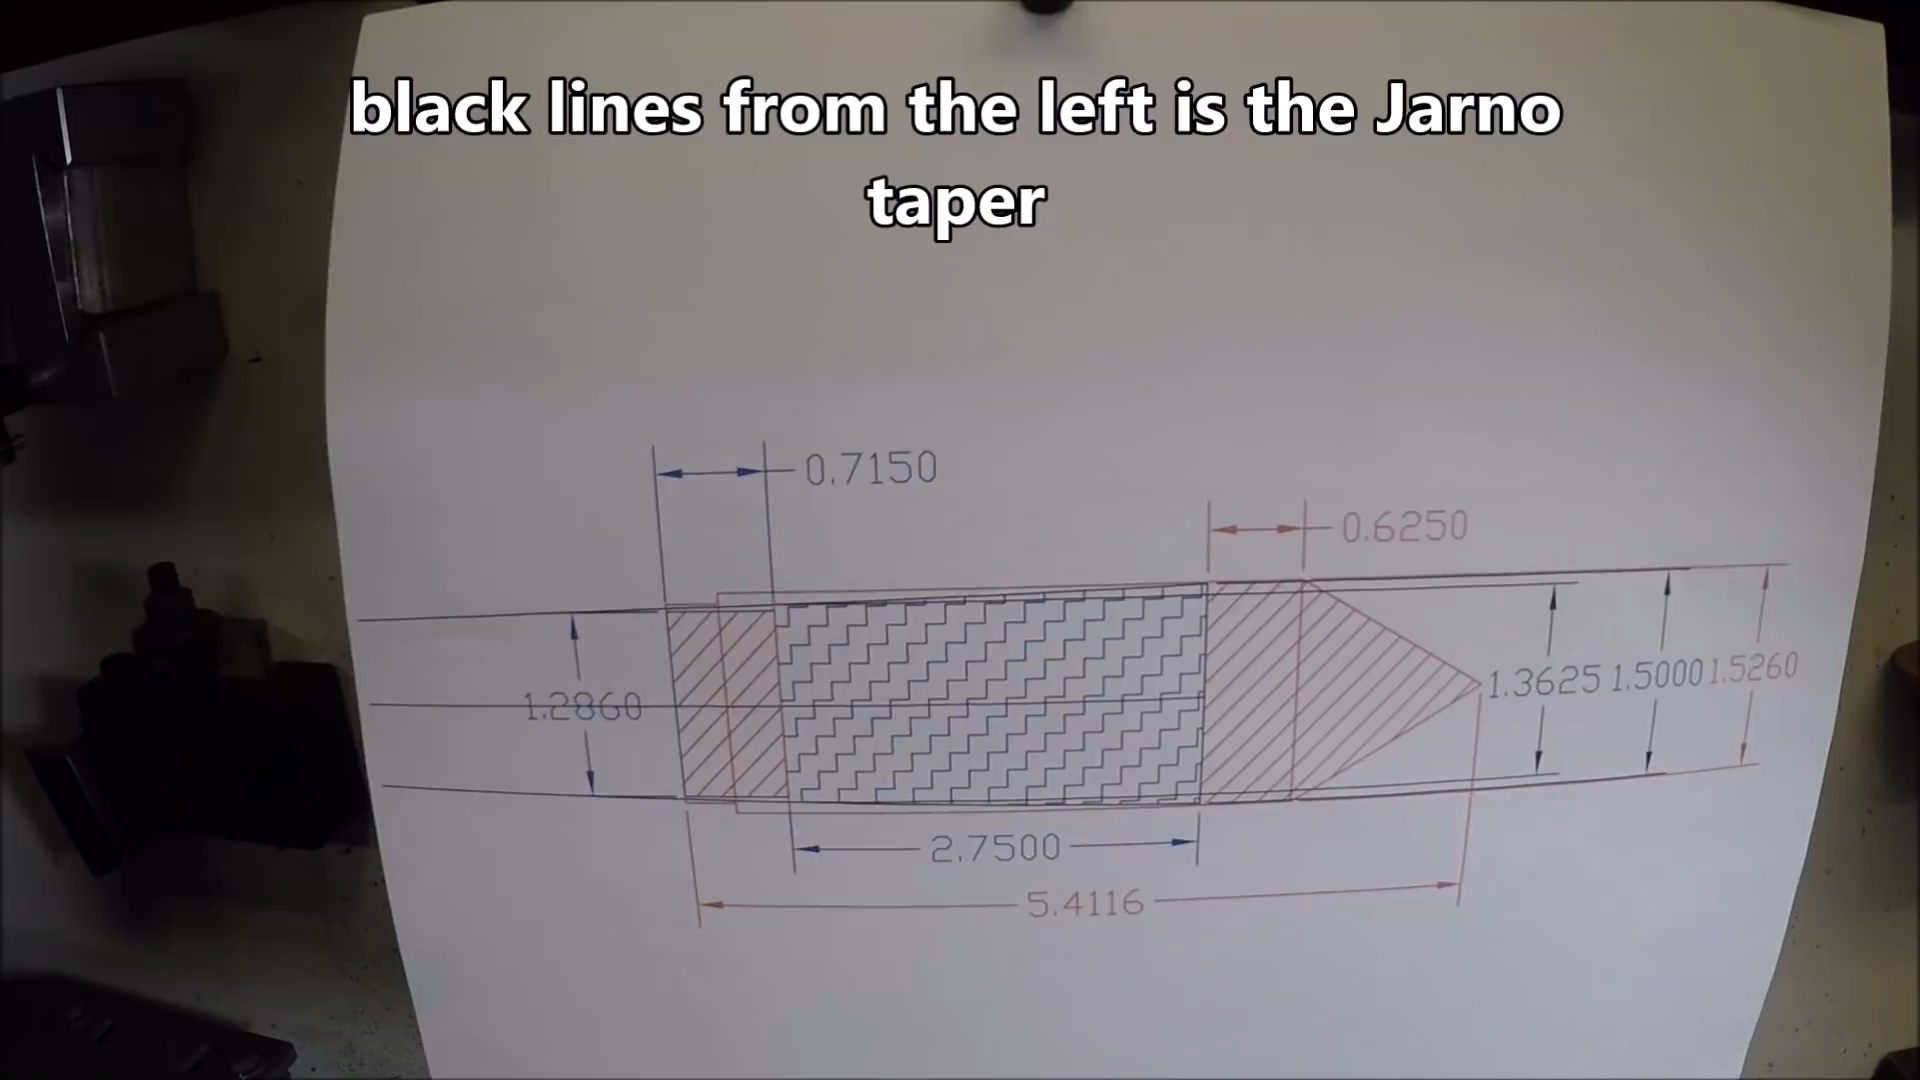 black lines from the left is the Jarno
taper
0.7150
0.6250
1.2860
1.3625 1.5000 1.5260
2.7500
5.4116